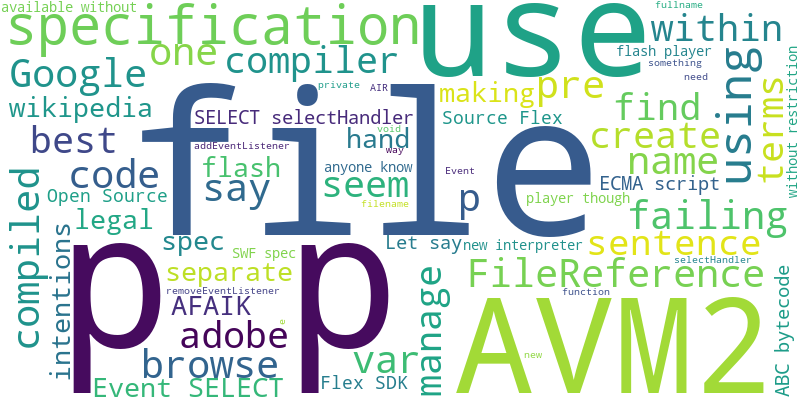 available without
fullname
specification
use
within
one
compiler
flash player
Google
something
private
AIR
need
file
making
pre
wikipedia
SELECT selectHandler
Source Flex
find
using
terms
without restriction
best
addEventListener
void
hand
create
code
way
anyone know
name
flash
seem
Event
ECMA script
say
p
player though
compiled
Open Source
filename
failing
legal
intentions
Let say
new interpreter
sentence
spec
SWF spec
selectHandler
separate
FileReference
manage
ABC bytecode
removeEventListener
function
AFAIK
p p
AVM2
adobe
e
browse
var
new
Event SELECT
Flex SDK